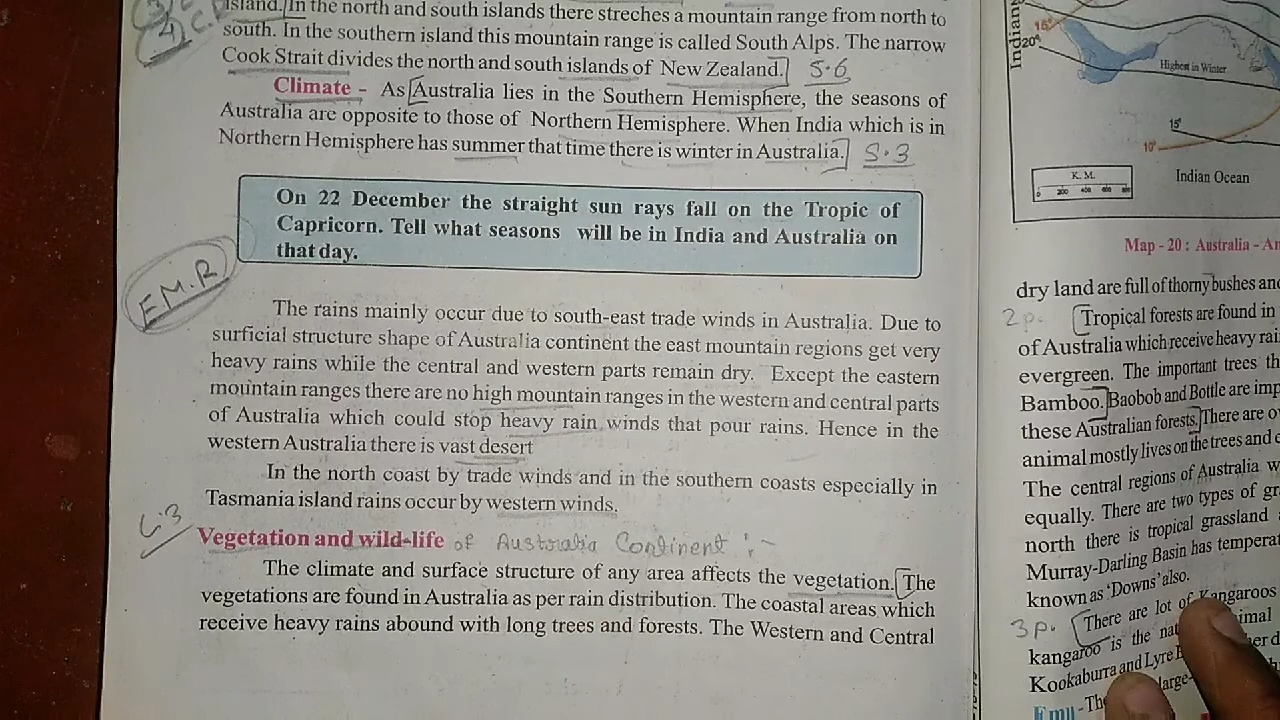 island. In the north and south islands there streches a mountain range from north to
south. In the southern island this mountain range is called South Alps. The narrow
Cook Strait divides the north and south islands of New Zealand. S.6
Climate - As Australia lies in the Southern Hemisphere, the seasons of
Australia are opposite to those of Northern Hemisphere. When India which is in
Northern Hemisphere has summer that time there is winter in Australia. S.3
On 22 December the straight sun rays fall on the Tropic of
Capricorn. Tell what seasons will be in India and Australia on
that day.
The rains mainly occur due to south-east trade winds in Australia. Due to
surficial structure shape of Australia continent the east mountain regions get very
heavy rains while the central and western parts remain dry. Except the eastern
mountain ranges there are no high mountain ranges in the western and central parts
of Australia which could stop heavy rain winds that pour rains. Hence in the
western Australia there is vast desert
In the north coast by trade winds and in the southern coasts especially in
Tasmania island rains occur by western winds.
Vegetation and wild-life of Australia Continent :-
The climate and surface structure of any area affects the vegetation. The
vegetations are found in Australia as per rain distribution. The coastal areas which
receive heavy rains abound with long trees and forests. The Western and Central
Indian
15°
20°
Highest in Winter
15°
10°
K. M.
0 200 400 600 800
Indian Ocean
Map - 20 : Australia - An
dry land are full of thorny bushes and
2p. Tropical forests are found in
of Australia which receive heavy rai
evergreen. The important trees th
Bamboo. Baobob and Bottle are imp
these Australian forests. There are o
animal mostly lives on the trees and e
The central regions of Australia w
equally. There are two types of gr
north there is tropical grassland
Murray-Darling Basin has temperat
known as 'Downs' also.
3p. There are lot of Kangaroos
kangaroo is the nat imal
Kookaburra and Lyre her d
Emu - The large-